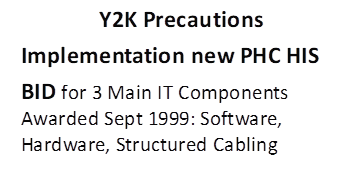 Y2K Precautions
Implementation new PHC HIS
BID for 3 Main IT Components
Awarded Sept 1999: Software,
Hardware, Structured Cabling